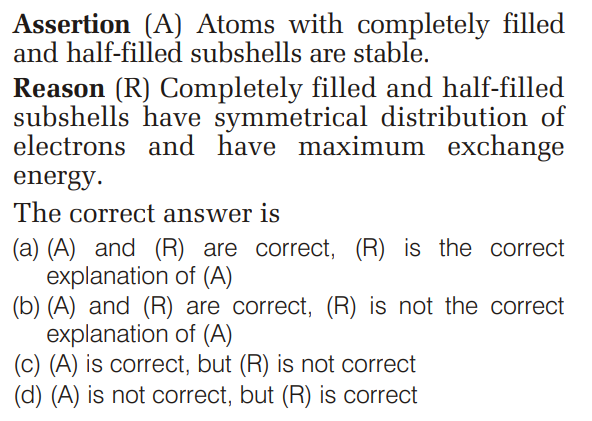 Assertion (A) Atoms with completely filled
and half-filled subshells are stable.
Reason (R) Completely filled and half-filled
subshells have symmetrical distribution of
electrons and have maximum exchange
energy.
The correct answer is
(a) (A) and (R) are correct, (R) is the correct
explanation of (A)
(b) (A) and (R) are correct, (R) is not the correct
explanation of (A)
(c) (A) is correct, but (R) is not correct
(d) (A) is not correct, but (R) is correct